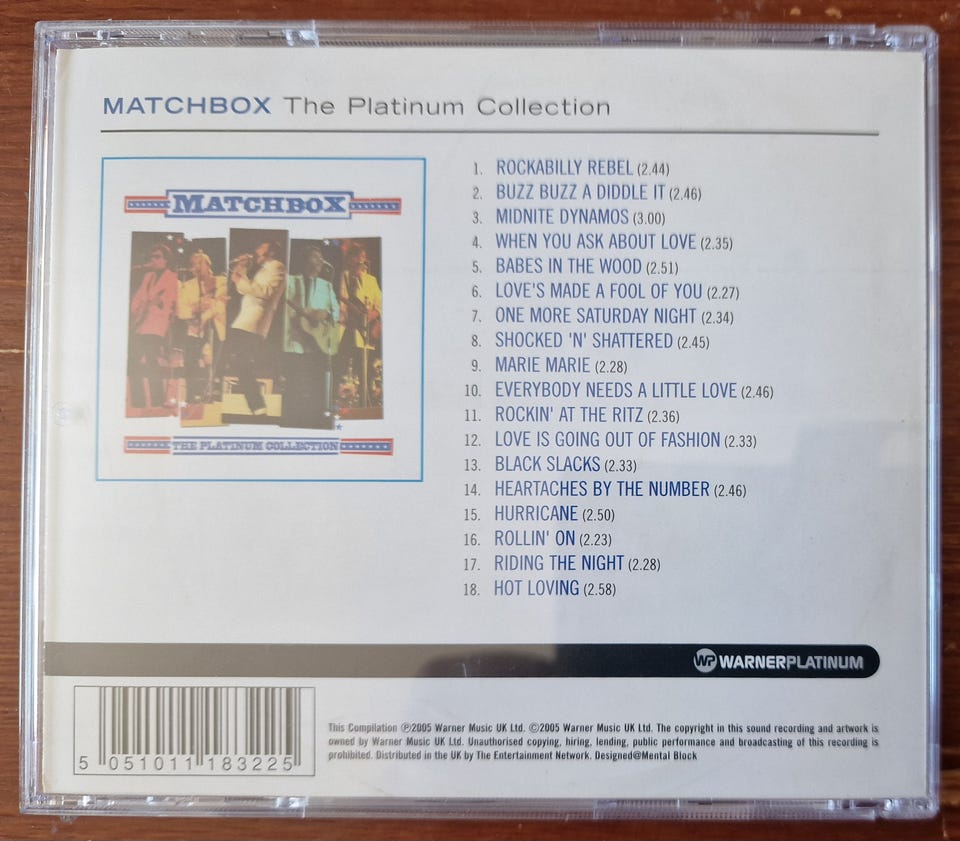 MATCHBOX The Platinum Collection
MATCHBOX
THE PLATINUM COLLECTION
1. ROCKABILLY REBEL (2.44)
2. BUZZ BUZZ A DIDDLE IT (2.46)
3. MIDNITE DYNAMOS (3.00)
4. WHEN YOU ASK ABOUT LOVE (2.35)
5. BABES IN THE WOOD (2.51)
6. LOVE'S MADE A FOOL OF YOU (2.27)
7. ONE MORE SATURDAY NIGHT (2.34)
8. SHOCKED 'N' SHATTERED (2.45)
9. MARIE MARIE (2.28)
10. EVERYBODY NEEDS A LITTLE LOVE (2.46)
11. ROCKIN' AT THE RITZ (2.36)
12. LOVE IS GOING OUT OF FASHION (2.33)
13. BLACK SLACKS (2.33)
14. HEARTACHES BY THE NUMBER (2.46)
15. HURRICANE (2.50)
16. ROLLIN' ON (2.23)
17. RIDING THE NIGHT (2.28)
18. HOT LOVING (2.58)
WP WARNERPLATINUM
This Compilation ℗2005 Warner Music UK Ltd. ©2005 Warner Music UK Ltd. The copyright in this sound recording and artwork is
owned by Warner Music UK Ltd. Unauthorised copying, hiring, lending, public performance and broadcasting of this recording is
prohibited. Distributed in the UK by The Entertainment Network. Designed@Mental Block
5 051011 183225